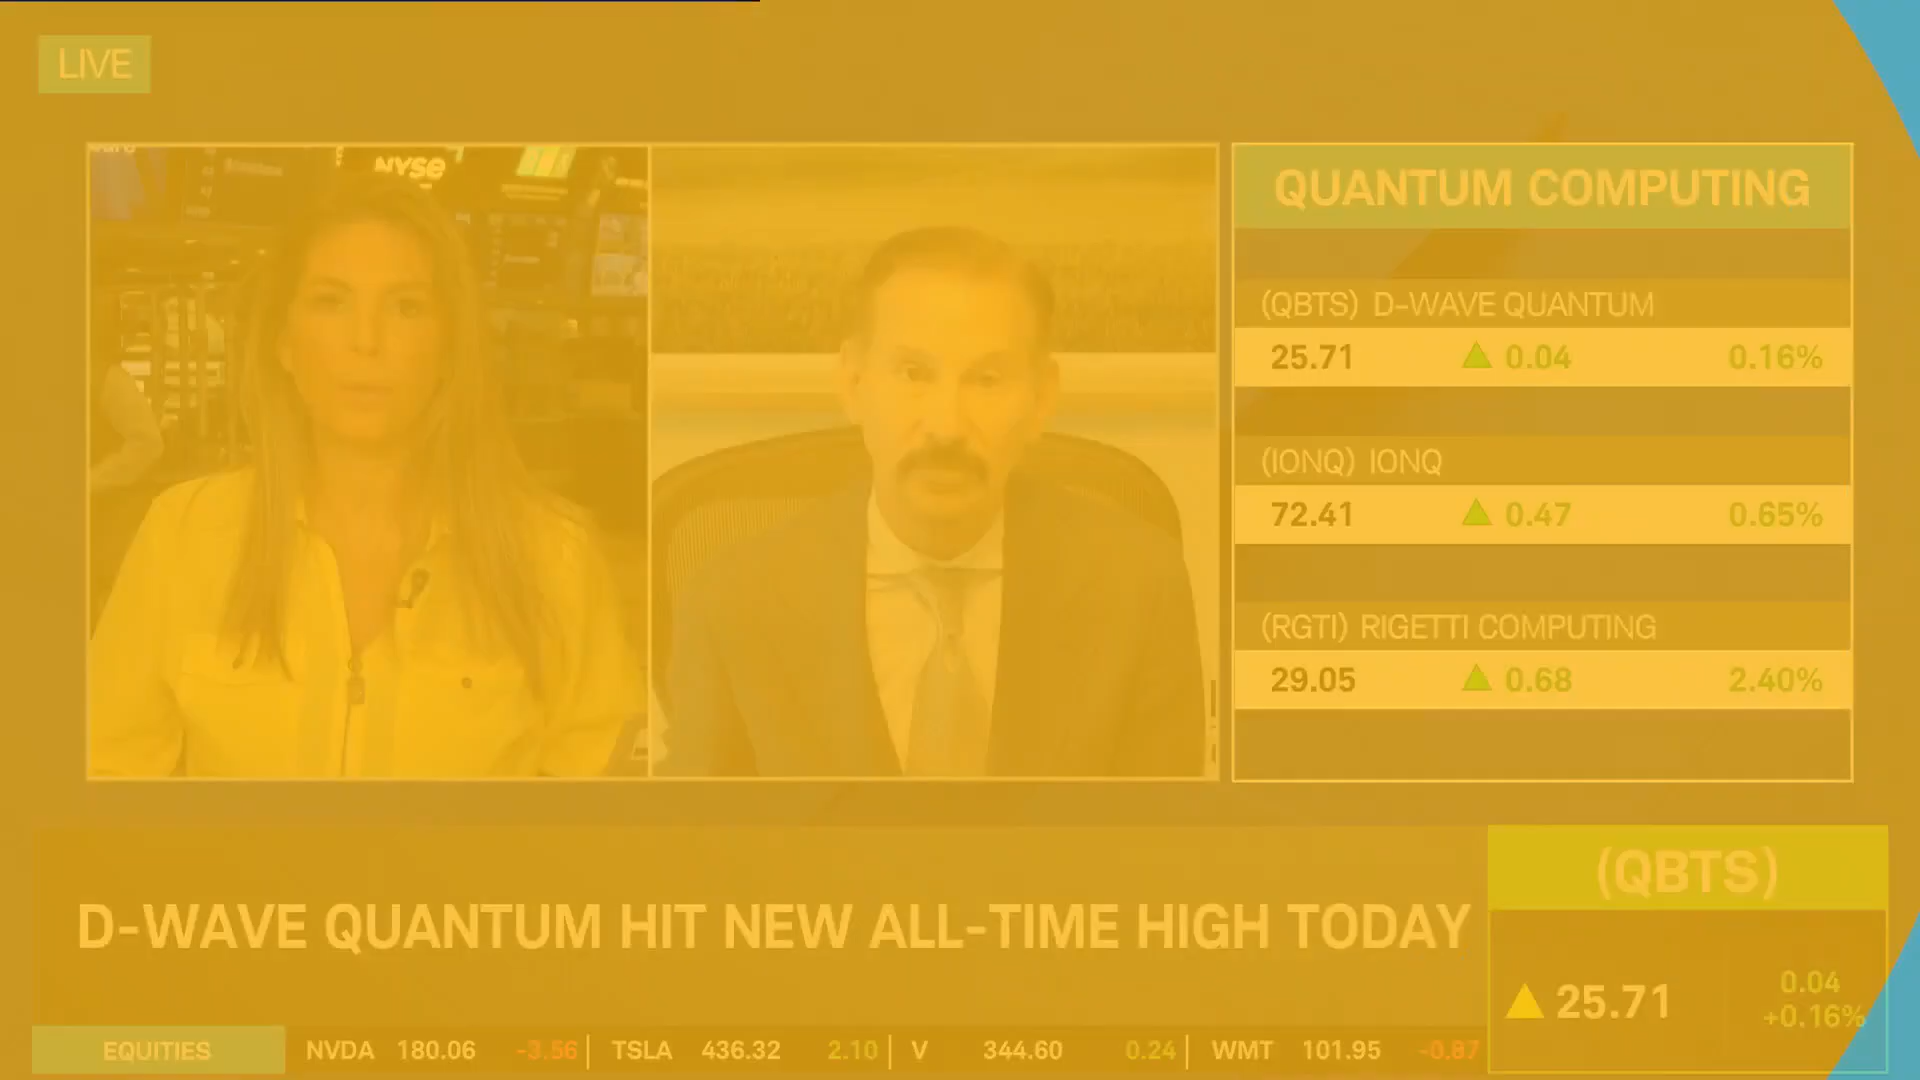 LIVE
NYSE
QUANTUM COMPUTING
(QBTS) D-WAVE QUANTUM
25.71 ▲ 0.04 0.16%
(IONQ) IONQ
72.41 ▲ 0.47 0.65%
(RGTI) RIGETTI COMPUTING
29.05 ▲ 0.68 2.40%
D-WAVE QUANTUM HIT NEW ALL-TIME HIGH TODAY
(QBTS)
▲ 25.71
0.04
+0.16%
EQUITIES
NVDA 180.06 -3.56 | TSLA 436.32 2.10 | V 344.60 0.24 | WMT 101.95 -0.87